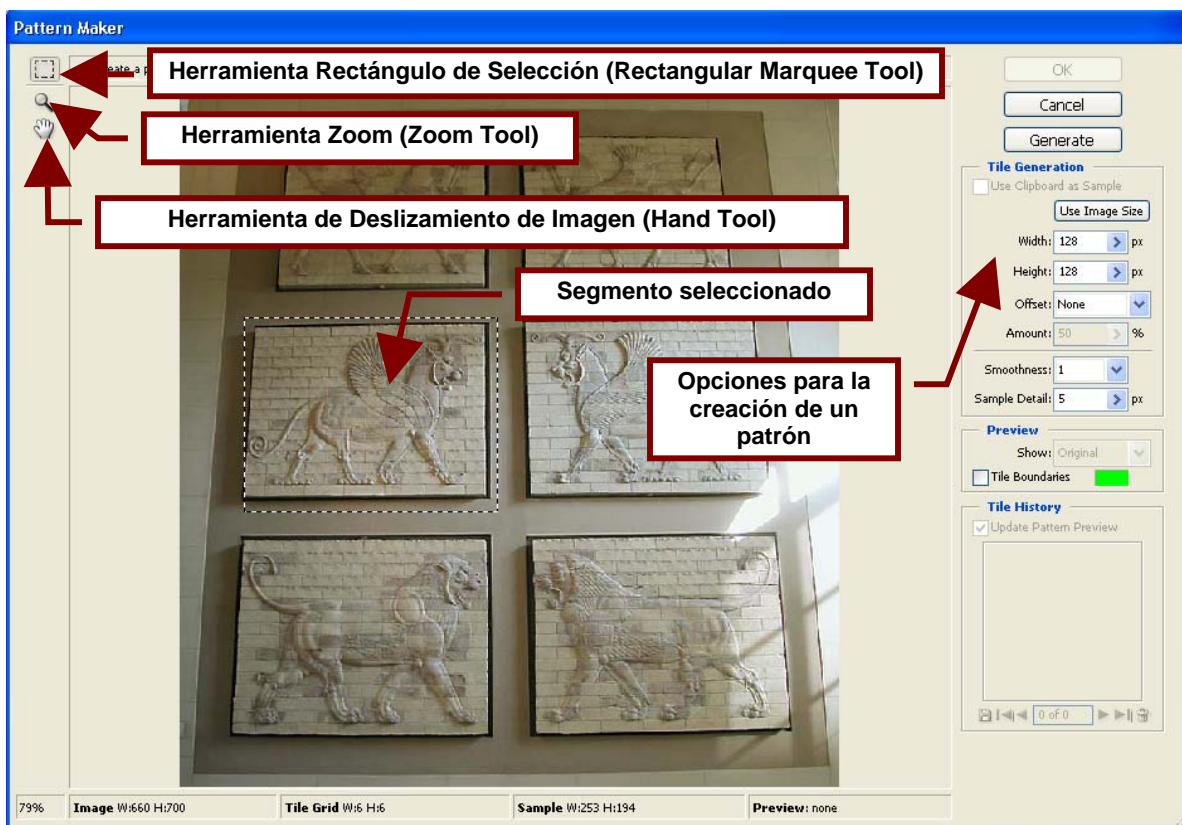 Pattern Maker
eate a p
Herramienta Rectángulo de Selección (Rectangular Marquee Tool)
Herramienta Zoom (Zoom Tool)
Herramienta de Deslizamiento de Imagen (Hand Tool)
Segmento seleccionado
Opciones para la
creación de un
patrón
OK
Cancel
Generate
Tile Generation
Use Clipboard as Sample
Use Image Size
Width: 128 px
Height: 128 px
Offset: None
Amount: 50 %
Smoothness: 1
Sample Detail: 5 px
Preview
Show: Original
Tile Boundaries
Tile History
Update Pattern Preview
0 of 0
79% Image W:660 H:700 Tile Grid W:6 H:6 Sample W:253 H:194 Preview: none